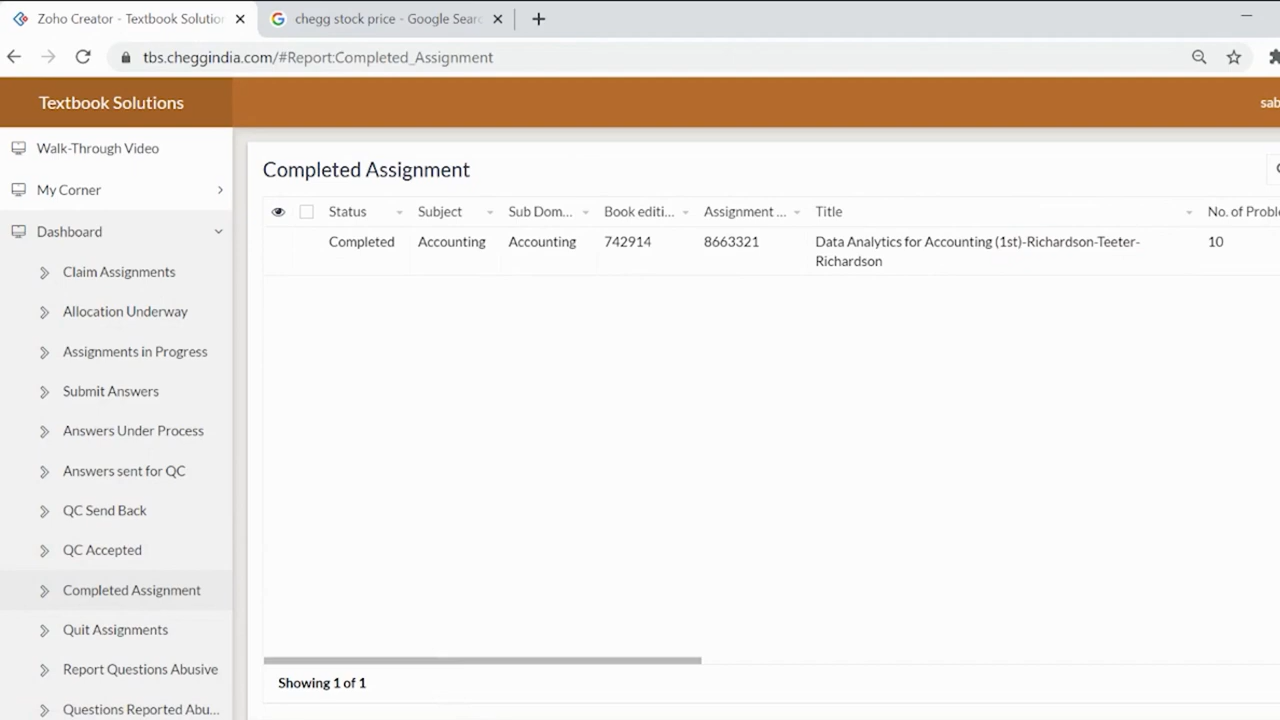 Zoho Creator - Textbook Solutio
chegg stock price - Google Searc
tbs.cheggindia.com/#Report:Completed_Assignment
Textbook Solutions
sab
Walk-Through Video
My Corner
Dashboard
Claim Assignments
Allocation Underway
Assignments in Progress
Submit Answers
Answers Under Process
Answers sent for QC
QC Send Back
QC Accepted
Completed Assignment
Quit Assignments
Report Questions Abusive
Questions Reported Abu...
Completed Assignment
Status Subject Sub Dom... Book editi... Assignment ... Title No. of Proble
Completed Accounting Accounting 742914 8663321 Data Analytics for Accounting (1st)-Richardson-Teeter- 10
Richardson
Showing 1 of 1